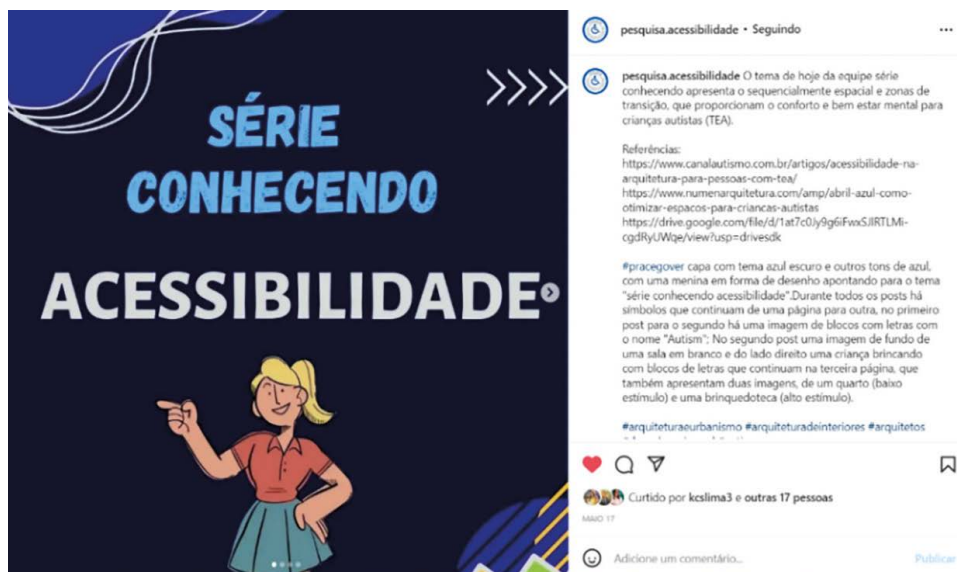 SÉRIE
CONHECENDO
ACESSIBILIDADE
pesquisa.acessibilidade • Seguindo
pesquisa.acessibilidade O tema de hoje da equipe série
conhecendo apresenta o sequencialmente espacial e zonas de
transição, que proporcionam o conforto e bem estar mental para
crianças autistas (TEA).
Referências:
https://www.canalautismo.com.br/artigos/acessibilidade-na-
arquitetura-para-pessoas-com-tea/
https://www.numenarquitetura.com/amp/abril-azul-como-
otimizar-espacos-para-criancas-autistas
https://drive.google.com/file/d/1at7c0Jy9g6iFwxSJIRTLMi-
cgdRyUWqe/view?usp=drivesdk
#pracegover capa com tema azul escuro e outros tons de azul,
com uma menina em forma de desenho apontando para o tema
"série conhecendo acessibilidade".Durante todos os posts há
símbolos que continuam de uma página para outra, no primeiro
post para o segundo há uma imagem de blocos com letras com
o nome "Autism"; No segundo post uma imagem de fundo de
uma sala em branco e do lado direito uma criança brincando
com blocos de letras que continuam na terceira página, que
também apresentam duas imagens, de um quarto (baixo
estímulo) e uma brinquedoteca (alto estímulo).
#arquiteturaeurbanismo #arquiteturadeinteriores #arquitetos
Curtido por kcslima3 e outras 17 pessoas
MAIO 17
Adicione um comentário...
Publicar